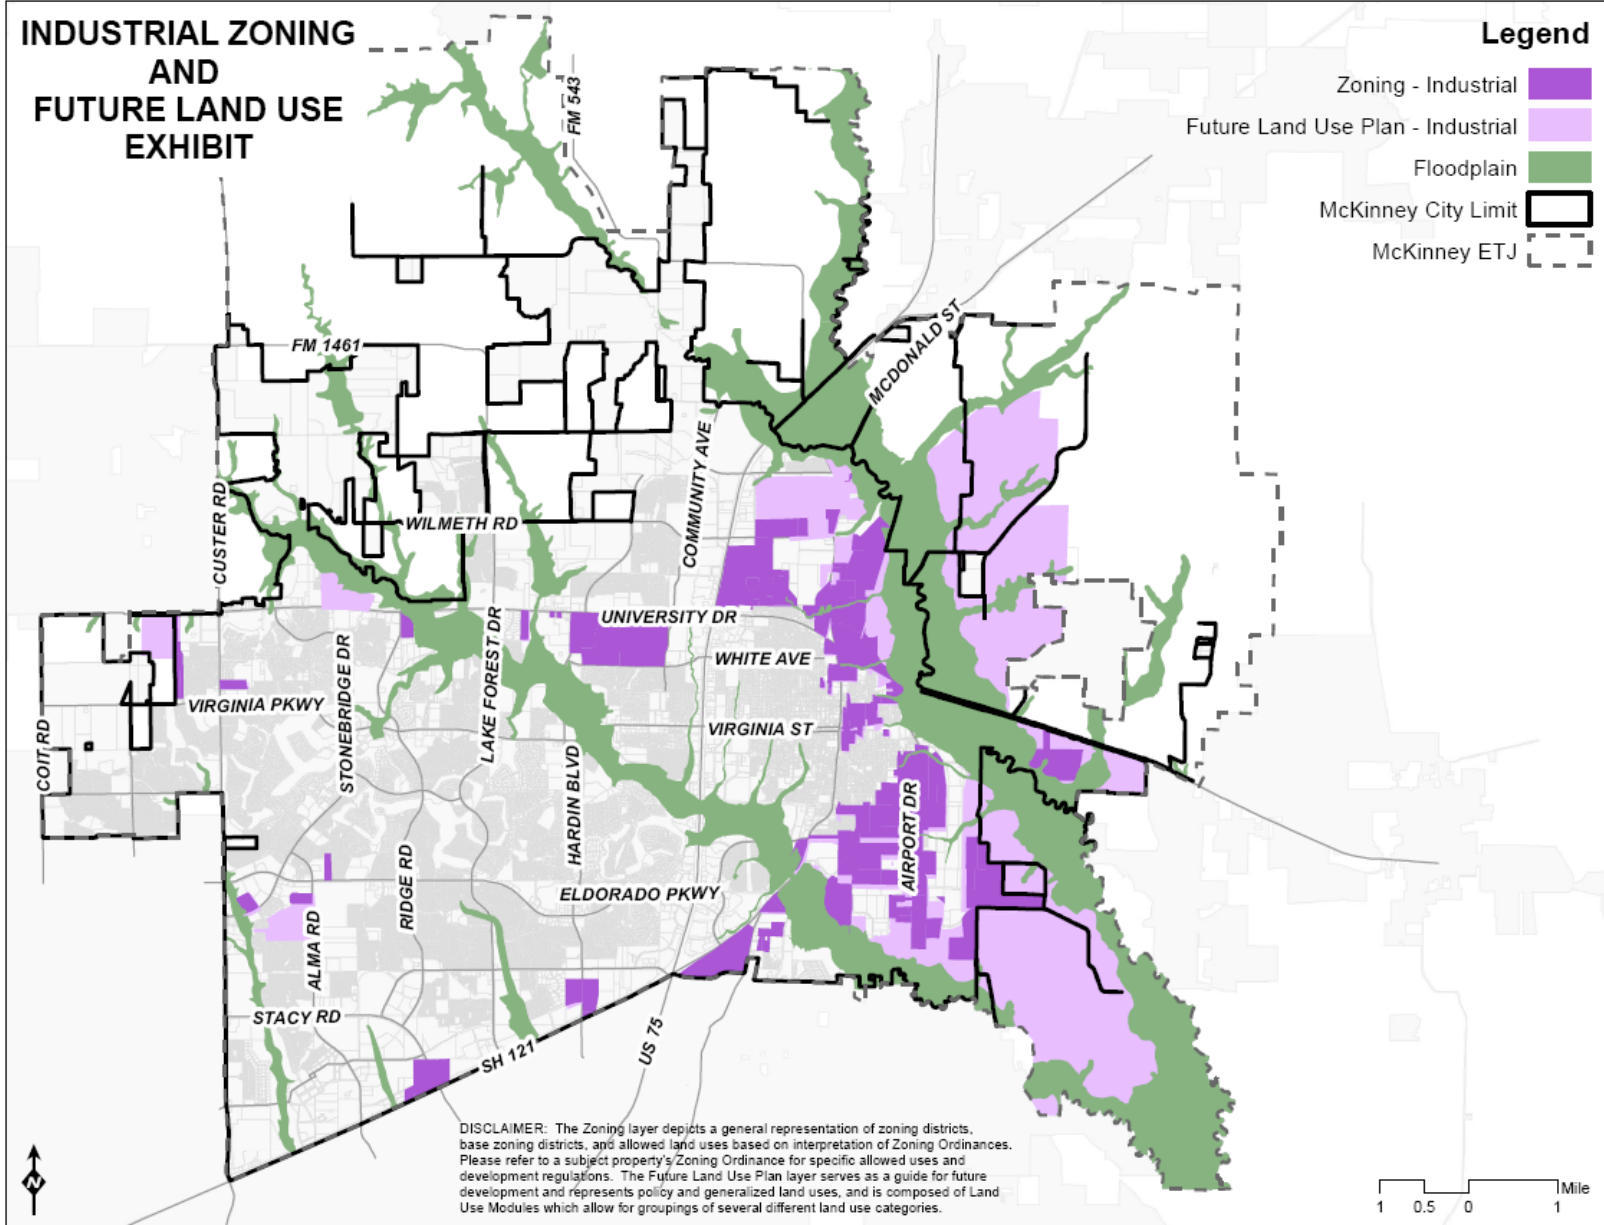 INDUSTRIAL ZONING
AND
FUTURE LAND USE
EXHIBIT
Legend
Zoning - Industrial
Future Land Use Plan - Industrial
Floodplain
McKinney City Limit
McKinney ETJ
FM 543
MCDONALD ST
FM 1461
COMMUNITY AVE
CUSTER RD
WILMETH RD
UNIVERSITY DR
WHITE AVE
STONEBRIDGE DR
LAKE FOREST DR
VIRGINIA PKWY
VIRGINIA ST
COIT RD
HARDIN BLVD
AIRPORT DR
RIDGE RD
ELDORADO PKWY
ALMA RD
STACY RD
SH 121
US 75
DISCLAIMER: The Zoning layer depicts a general representation of zoning districts,
base zoning districts, and allowed land uses based on interpretation of Zoning Ordinances.
Please refer to a subject property's Zoning Ordinance for specific allowed uses and
development regulations. The Future Land Use Plan layer serves as a guide for future
development and represents policy and generalized land uses, and is composed of Land
Use Modules which allow for groupings of several different land use categories.
N
Mile
1 0.5 0 1